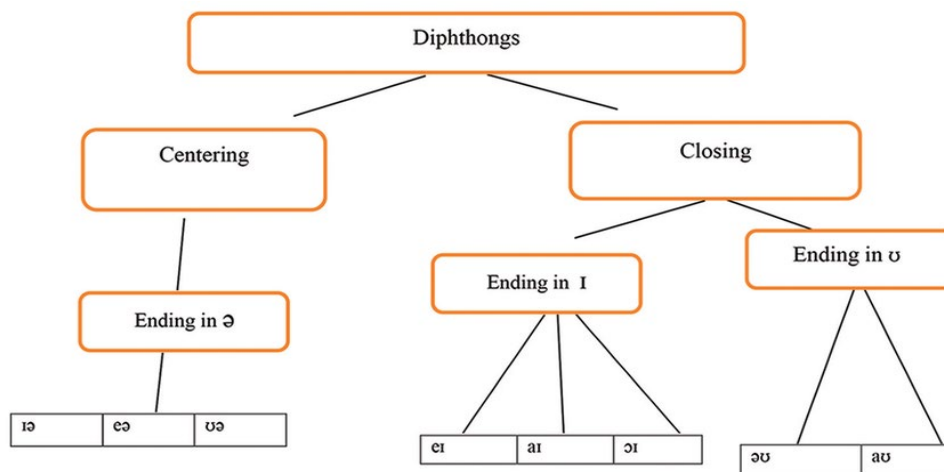 Diphthongs
Centering
Closing
Ending in ə
Ending in ɪ
Ending in ʊ
ɪə eə ʊə
eɪ aɪ ɔɪ
əʊ aʊ